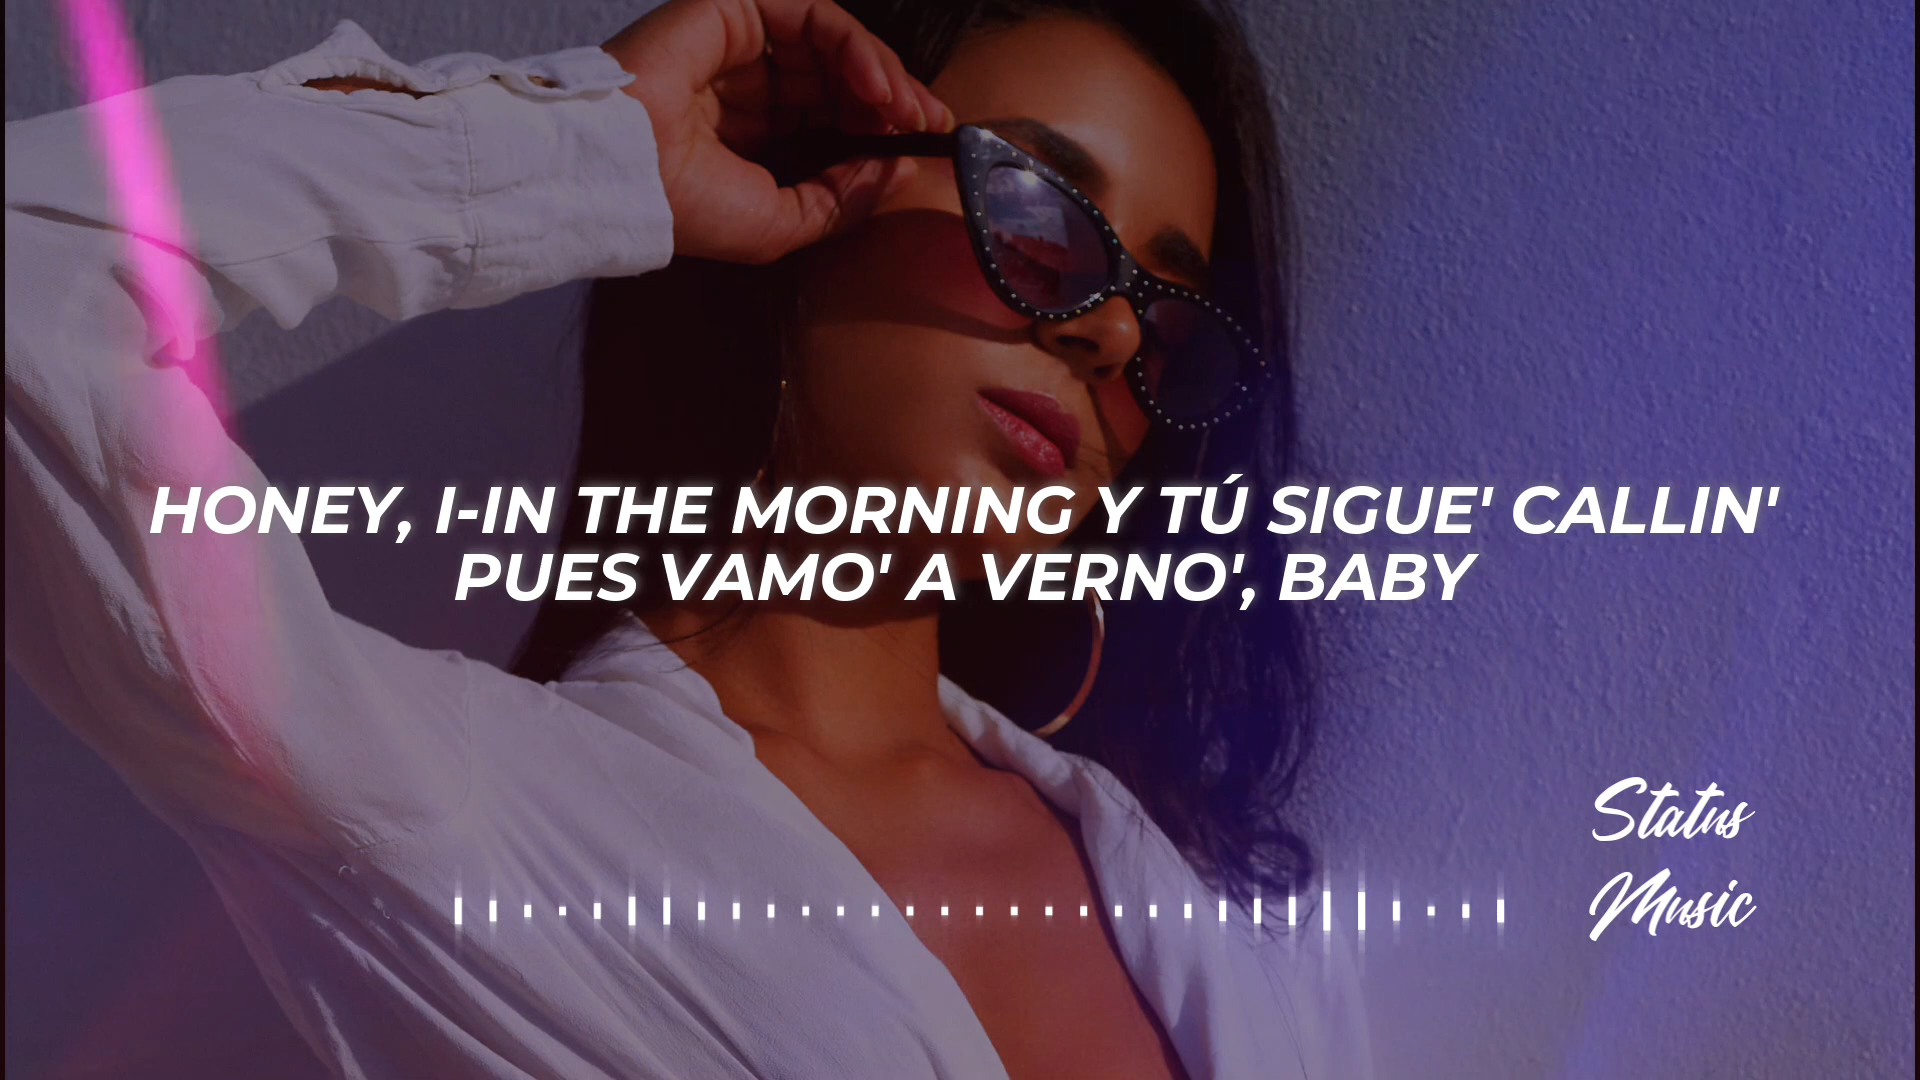 HONEY, I-IN THE MORNING Y TÚ SIGUE' CALLIN'
PUES VAMO' A VERNO', BABY
Status
Music